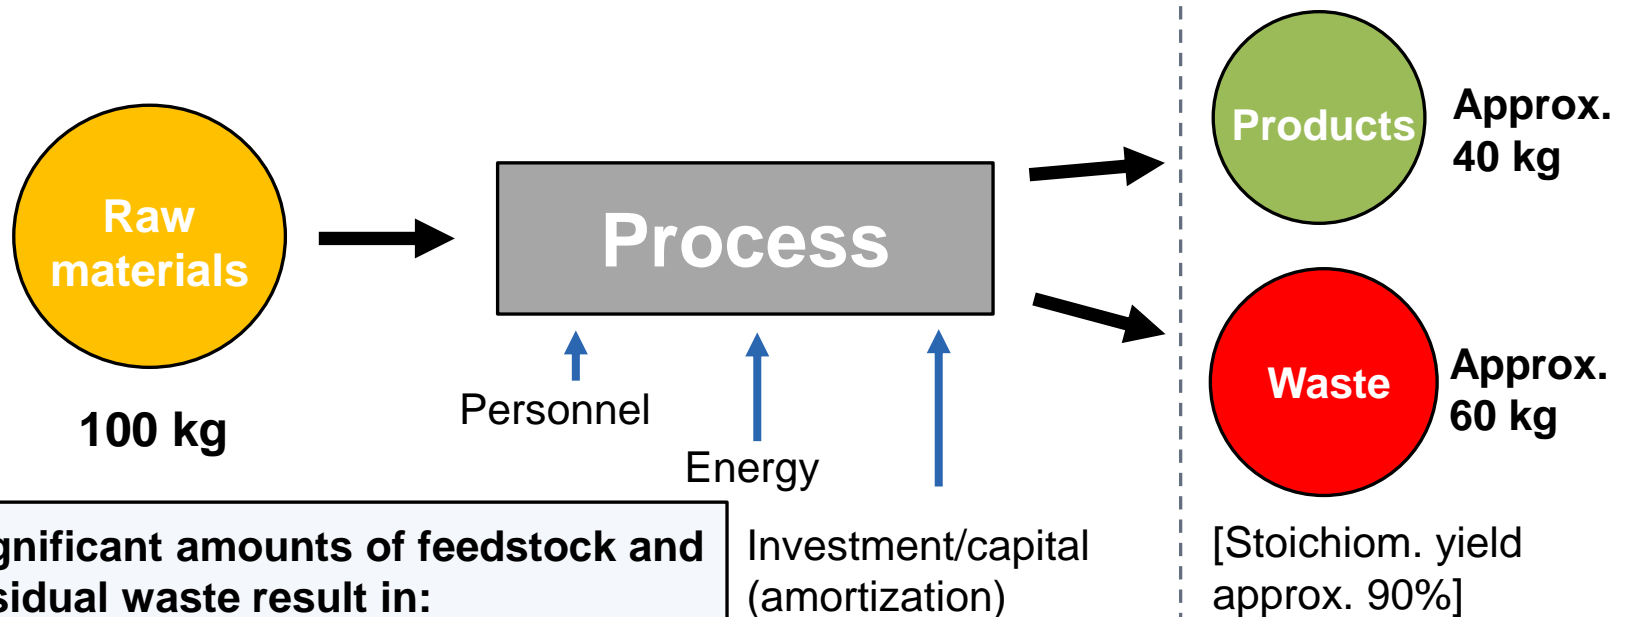 Raw
materials
100 kg
Process
Personnel
Energy
Investment/capital
(amortization)
Products
Approx.
40 kg
Waste
Approx.
60 kg
[Stoichiom. yield
approx. 90%]
gnificant amounts of feedstock and
sidual waste result in: